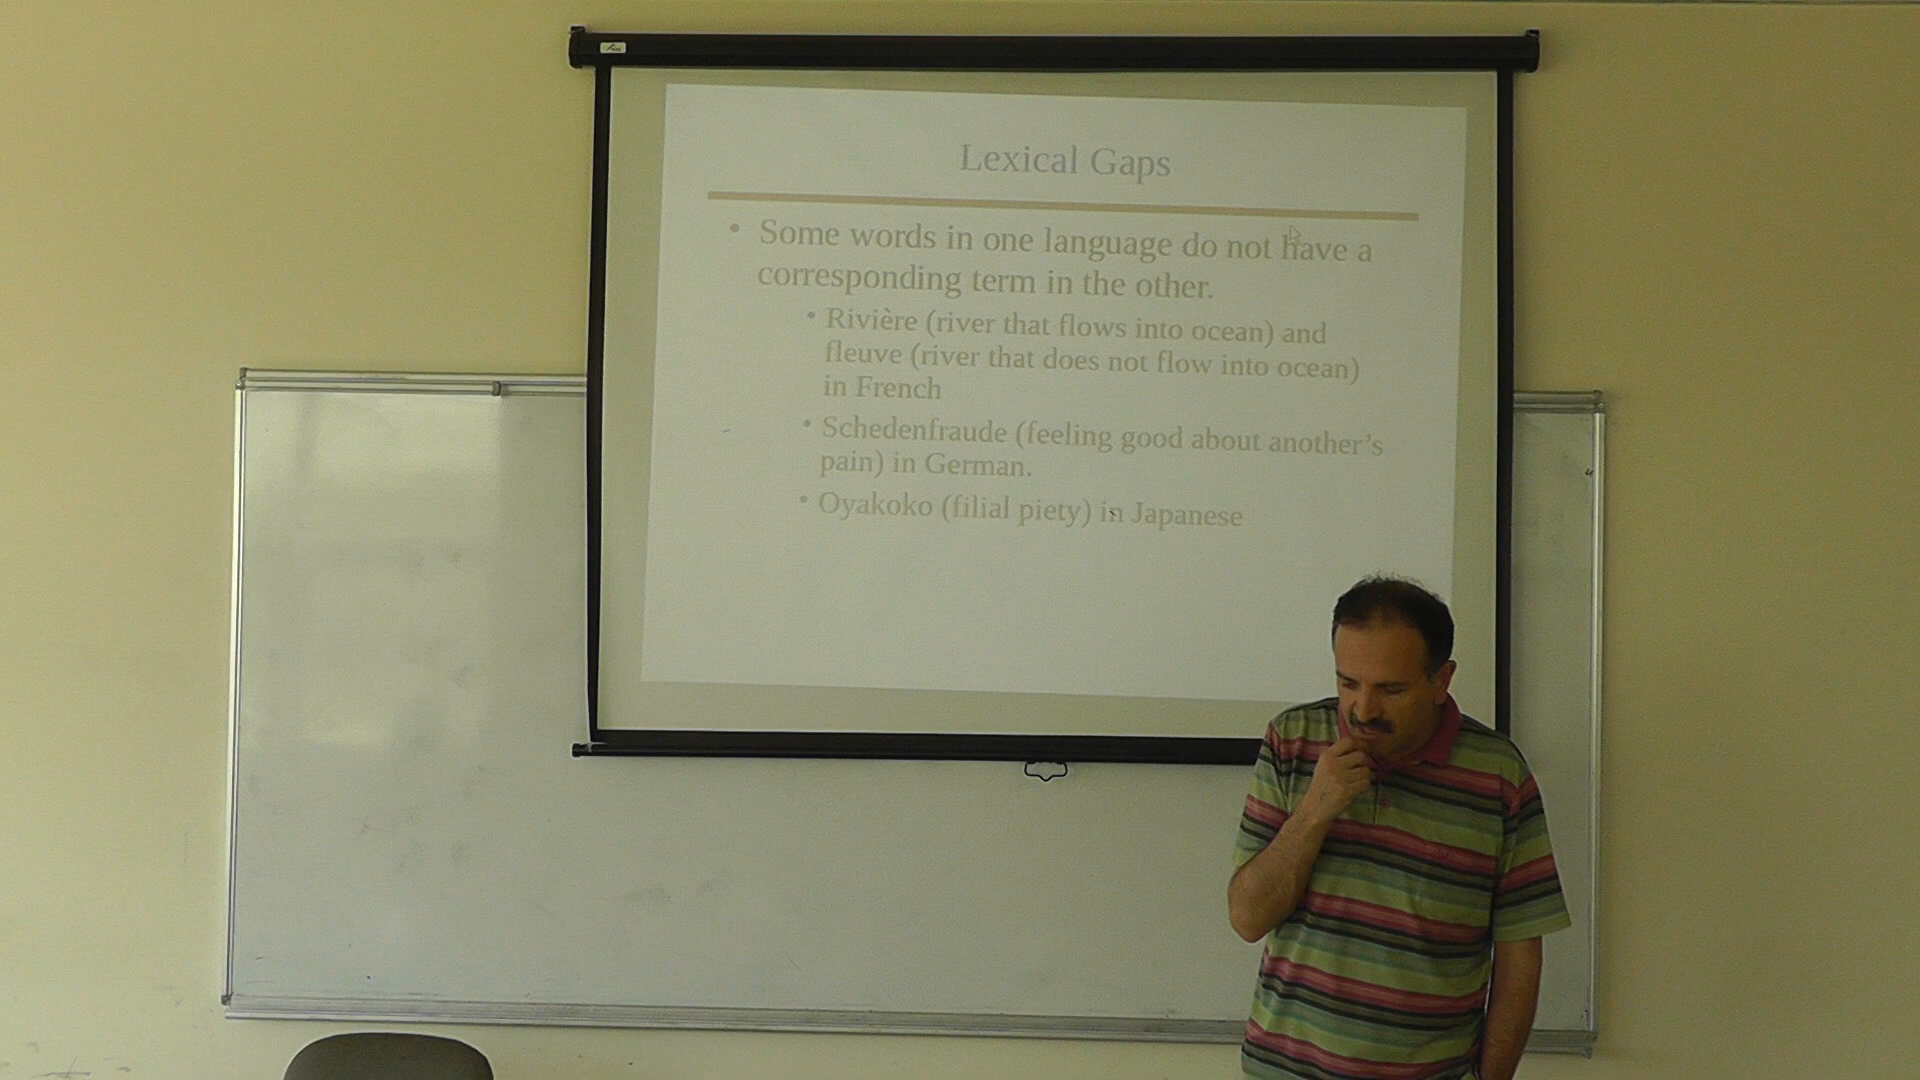 Lexical Gaps
• Some words in one language do not have a
corresponding term in the other.
• Rivière (river that flows into ocean) and
fleuve (river that does not flow into ocean)
in French
• Schedenfraude (feeling good about another’s
pain) in German.
• Oyakoko (filial piety) in Japanese